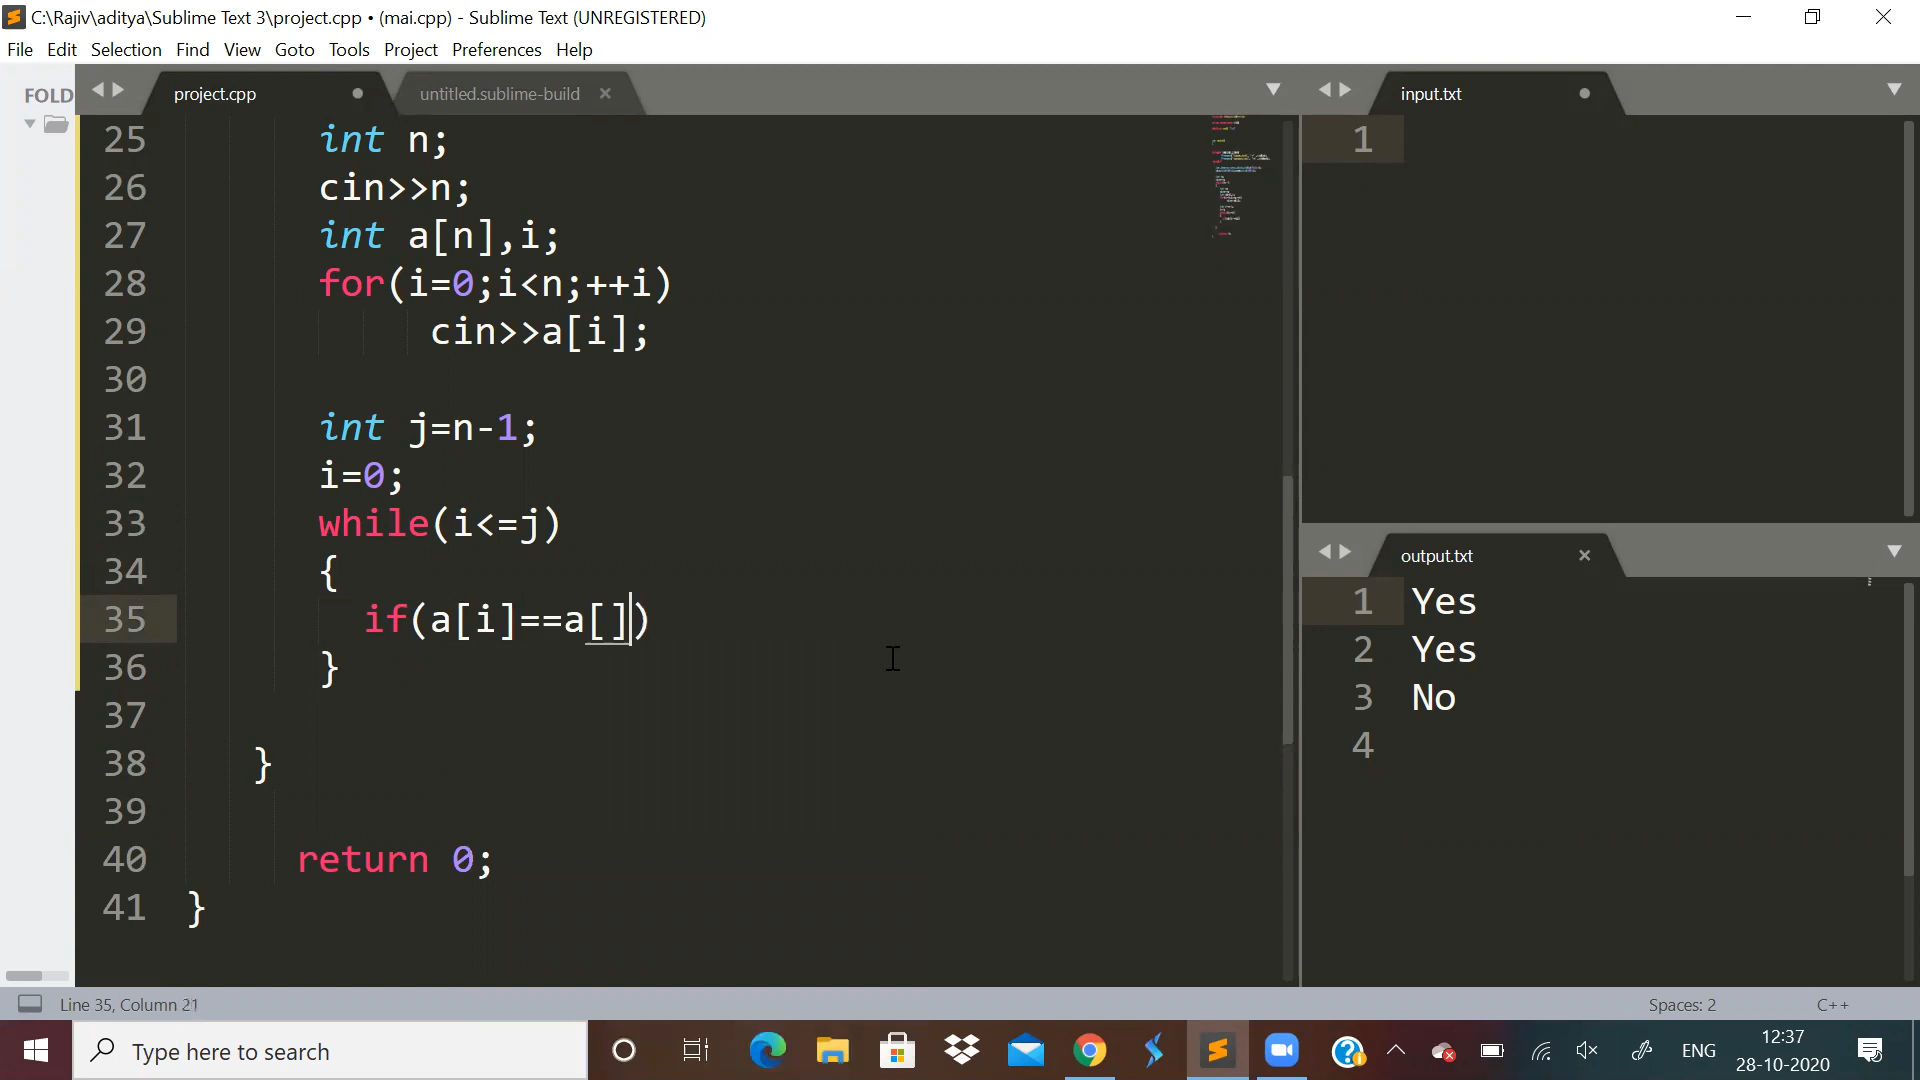 C:\Rajiv\aditya\Sublime Text 3\project.cpp • (mai.cpp) - Sublime Text (UNREGISTERED)
File Edit Selection Find View Goto Tools Project Preferences Help
FOLD
project.cpp
untitled.sublime-build
25 int n;
26 cin>>n;
27 int a[n],i;
28 for(i=0;i<n;++i)
29 cin>>a[i];
30
31 int j=n-1;
32 i=0;
33 while(i<=j)
34 {
35 if(a[i]==a[])
36 }
37
38 }
39
40 return 0;
41 }
input.txt
1
output.txt
1 Yes
2 Yes
3 No
4
Line 35, Column 21
Spaces: 2
C++
Type here to search
ENG
12:37
28-10-2020